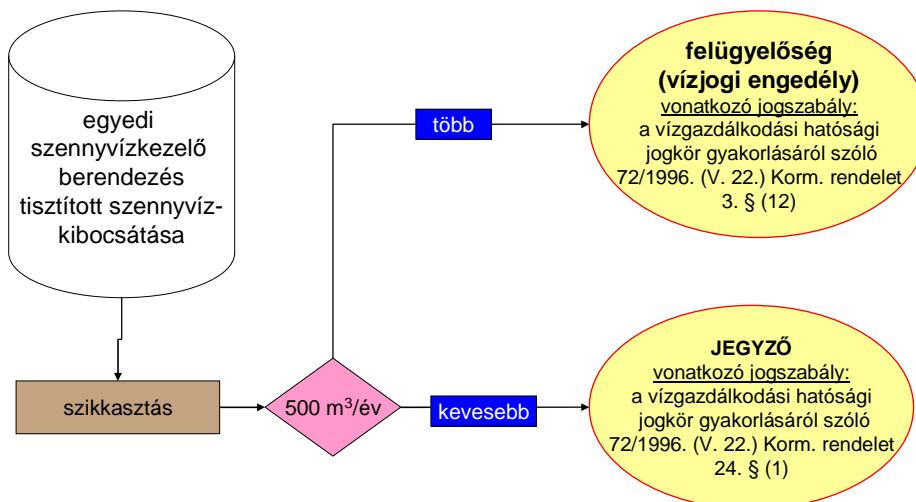 egyedi
szennyvízkezelő
berendezés
tisztított szennyvíz-
kibocsátása
szikkasztás
500 m³/év
több
kevesebb
felügyelőség
(vízjogi engedély)
vonatkozó jogszabály:
a vízgazdálkodási hatósági
jogkör gyakorlásáról szóló
72/1996. (V. 22.) Korm. rendelet
3. § (12)
JEGYZŐ
vonatkozó jogszabály:
a vízgazdálkodási hatósági
jogkör gyakorlásáról szóló
72/1996. (V. 22.) Korm. rendelet
24. § (1)